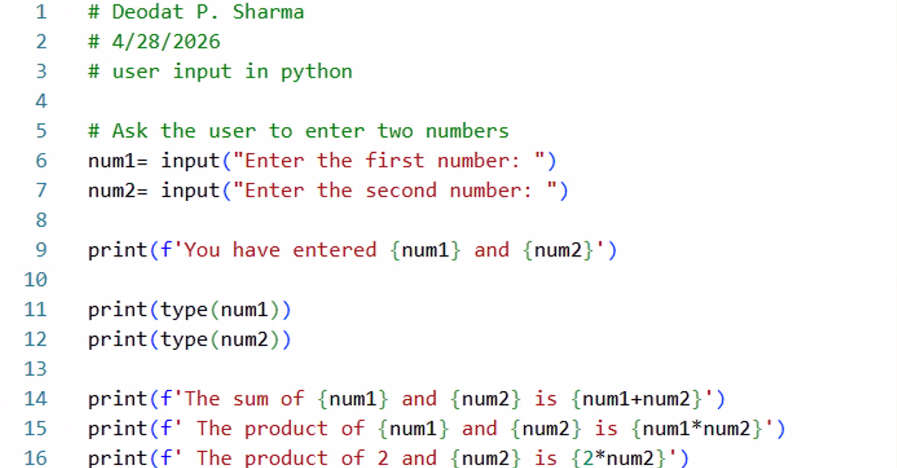 1 # Deodat P. Sharma
2 # 4/28/2026
3 # user input in python
4
5 # Ask the user to enter two numbers
6 num1= input("Enter the first number: ")
7 num2= input("Enter the second number: ")
8
9 print(f'You have entered {num1} and {num2}')
10
11 print(type(num1))
12 print(type(num2))
13
14 print(f'The sum of {num1} and {num2} is {num1+num2}')
15 print(f' The product of {num1} and {num2} is {num1*num2}')
16 print(f' The product of 2 and {num2} is {2*num2}')